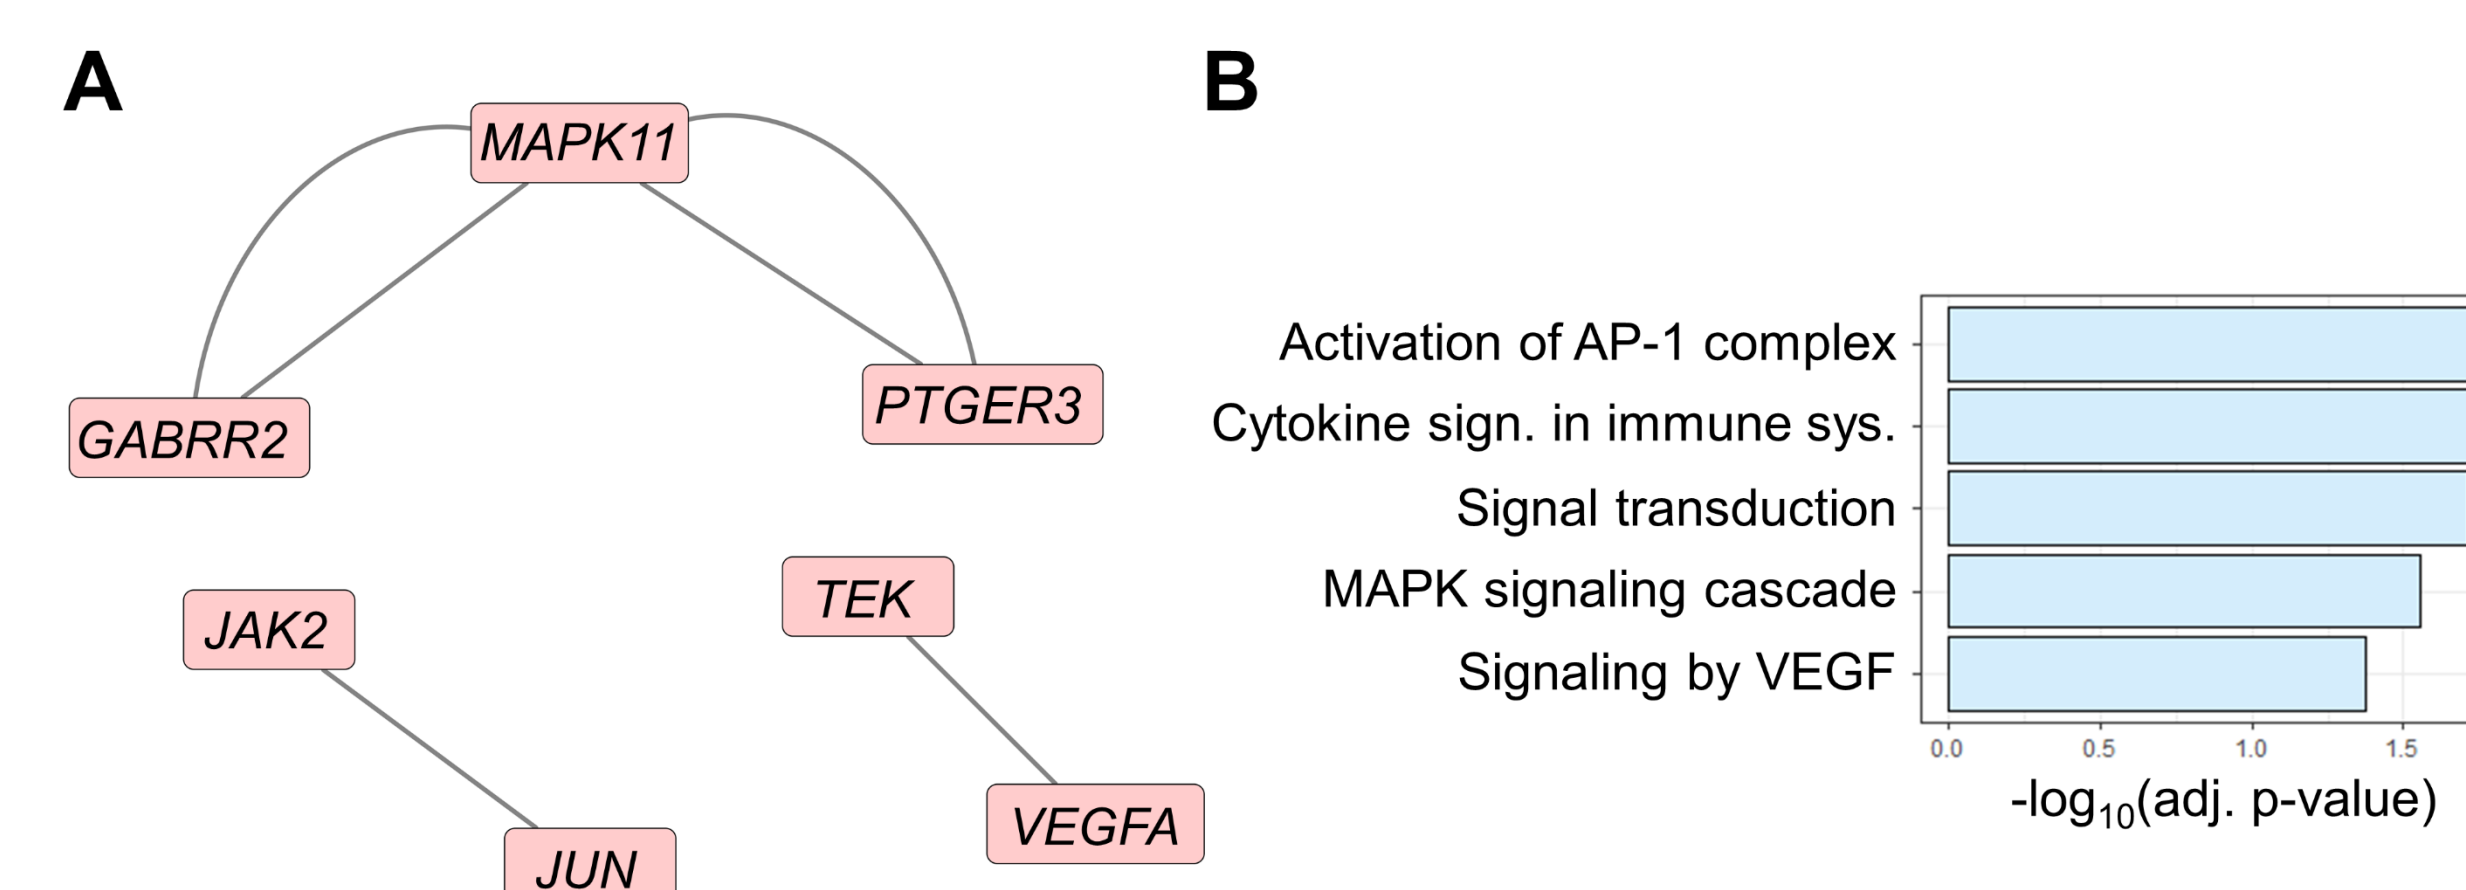 A
MAPK11
GABRR2
PTGER3
JAK2
TEK
VEGFA
JUN
B
Activation of AP-1 complex
Cytokine sign. in immune sys.
Signal transduction
MAPK signaling cascade
Signaling by VEGF
0.0 0.5 1.0 1.5
-log10(adj. p-value)